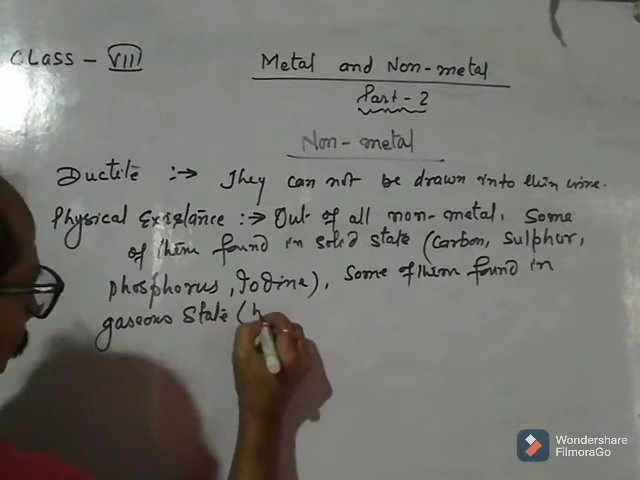 CLASS - VIII
Metal and Non-metal
Part - 2
Non-metal
Ductile :→ They can not be drawn into thin wire.
Physical Existance :→ Out of all non-metal, Some
of them found in solid state (Carbon, Sulphur,
phosphorus, Iodine), Some of them found in
gaseous State (h
Wondershare
FilmoraGo